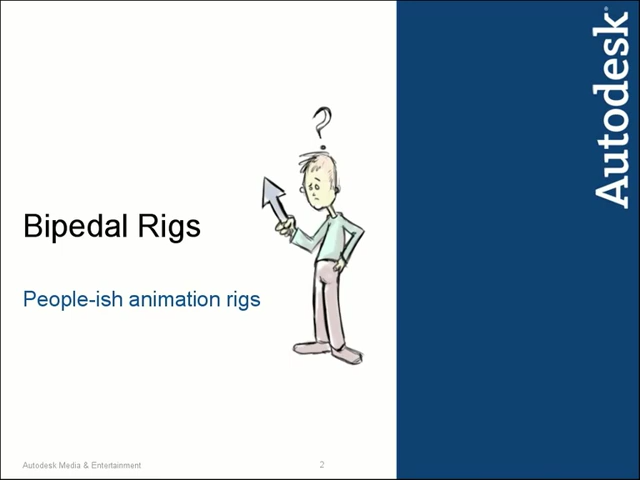 Autodesk
?
Bipedal Rigs
People-ish animation rigs
Autodesk Media & Entertainment
2